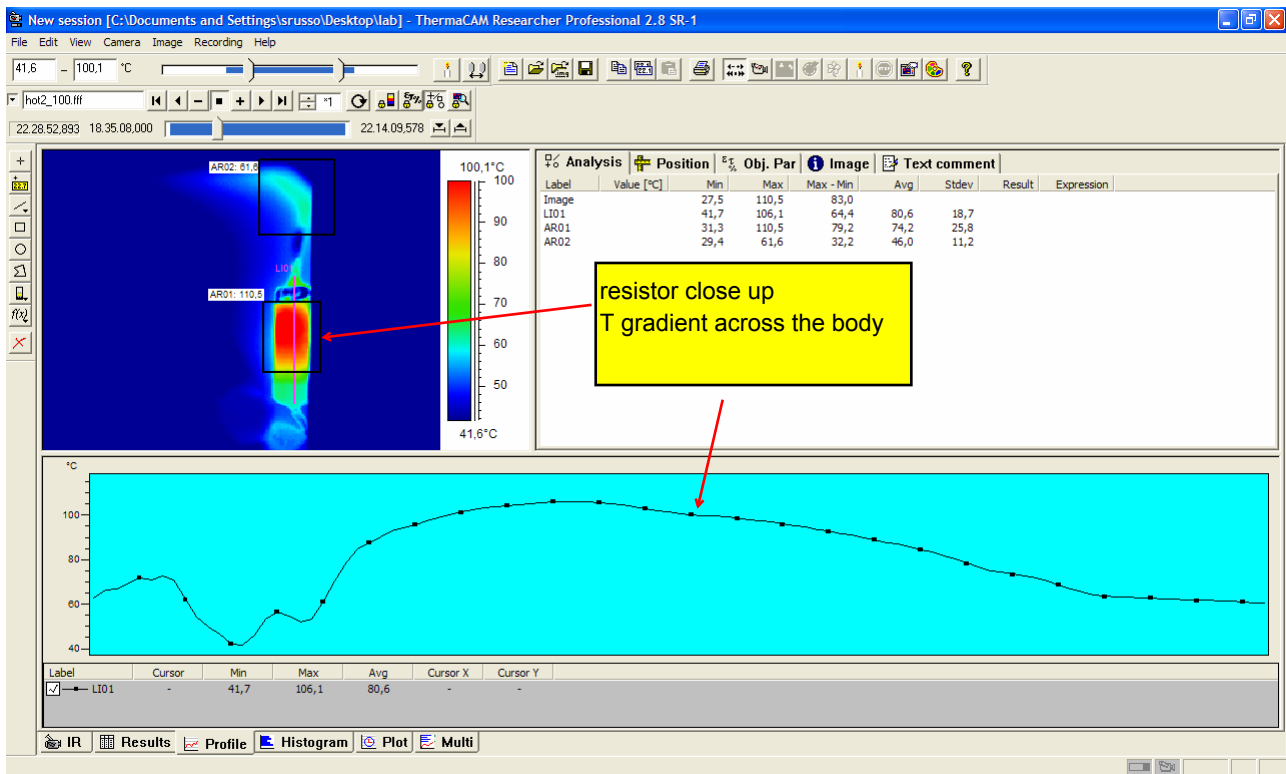 New session [C:\Documents and Settings\srusso\Desktop\lab] - ThermaCAM Researcher Professional 2.8 SR-1
File Edit View Camera Image Recording Help
41,6 - 100,1 °C
hot2_100.fff *1
22.28.52,893 18.35.08,000 22.14.09,578
AR02: 61,6
LI01
AR01: 110,5
100,1°C
100
90
80
70
60
50
41,6°C
Analysis Position Obj. Par Image Text comment
Label Value [°C] Min Max Max - Min Avg Stdev Result Expression
Image 27,5 110,5 83,0
LI01 41,7 106,1 64,4 80,6 18,7
AR01 31,3 110,5 79,2 74,2 25,8
AR02 29,4 61,6 32,2 46,0 11,2
resistor close up
T gradient across the body
°C
100
80
60
40
Label Cursor Min Max Avg Cursor X Cursor Y
LI01 - 41,7 106,1 80,6 - -
IR Results Profile Histogram Plot Multi